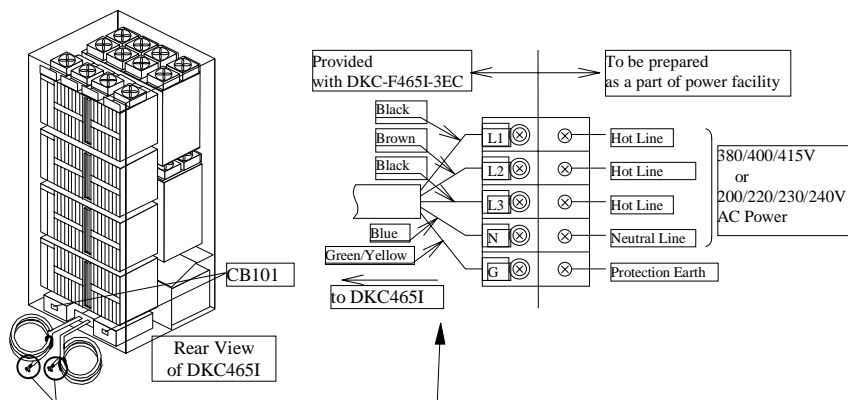 Provided
with DKC-F465I-3EC
To be prepared
as a part of power facility
Black
L1
Hot Line
Brown
L2
Hot Line
Black
L3
Hot Line
Blue
N
Neutral Line
Green/Yellow
G
Protection Earth
380/400/415V
or
200/220/230/240V
AC Power
to DKC465I
CB101
Rear View
of DKC465I